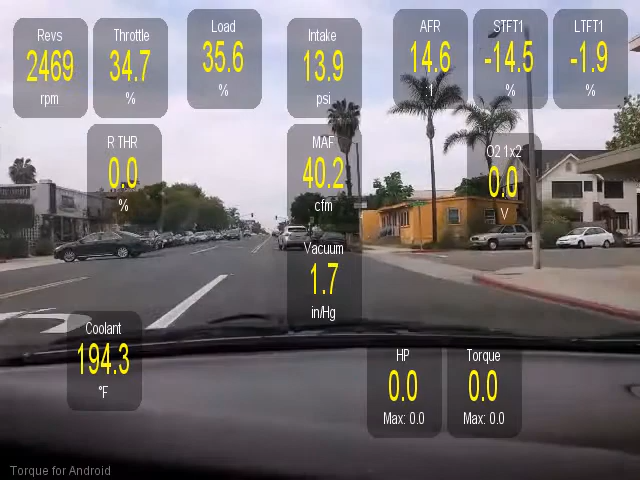 Revs
2469
rpm
Throttle
34.7
%
Load
35.6
%
Intake
13.9
psi
AFR
14.6
:1
STFT1
-14.5
%
LTFT1
-1.9
%
R THR
0.0
%
MAF
40.2
cfm
O2 1x2
0.0
V
Vacuum
1.7
in/Hg
Coolant
194.3
°F
HP
0.0
Max: 0.0
Torque
0.0
Max: 0.0
Torque for Android